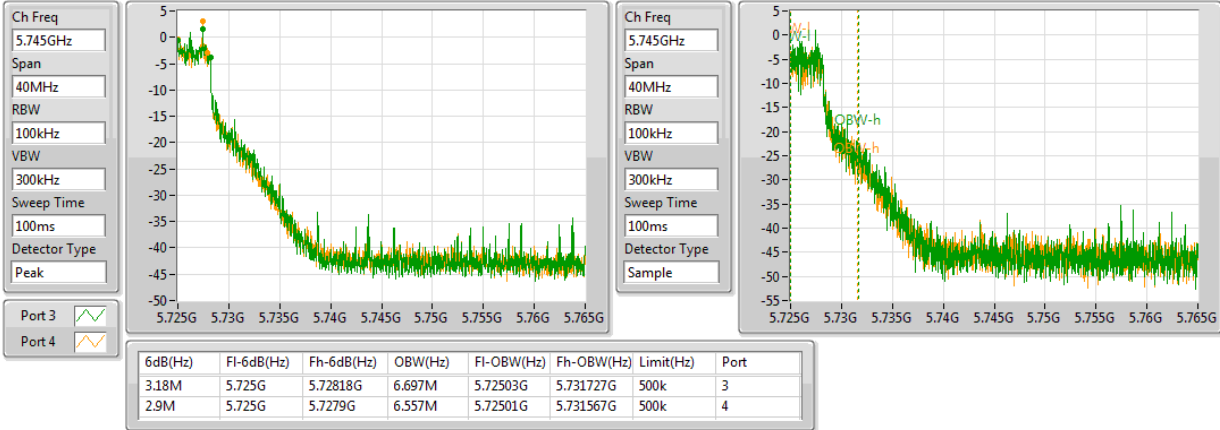 Ch Freq
5.745GHz
Span
40MHz
RBW
100kHz
VBW
300kHz
Sweep Time
100ms
Detector Type
Peak
Port 3
Port 4
5
0
-5
-10
-15
-20
-25
-30
-35
-40
-45
-50
5.725G 5.73G 5.735G 5.74G 5.745G 5.75G 5.755G 5.76G 5.765G
Ch Freq
5.745GHz
Span
40MHz
RBW
100kHz
VBW
300kHz
Sweep Time
100ms
Detector Type
Sample
5
0
-5
-10
-15
-20
-25
-30
-35
-40
-45
-50
-55
W-l
W-l
OBW-h
OBW-h
5.725G 5.73G 5.735G 5.74G 5.745G 5.75G 5.755G 5.76G 5.765G
6dB(Hz) Fl-6dB(Hz) Fh-6dB(Hz) OBW(Hz) Fl-OBW(Hz) Fh-OBW(Hz) Limit(Hz) Port
3.18M 5.725G 5.72818G 6.697M 5.72503G 5.731727G 500k 3
2.9M 5.725G 5.7279G 6.557M 5.72501G 5.731567G 500k 4